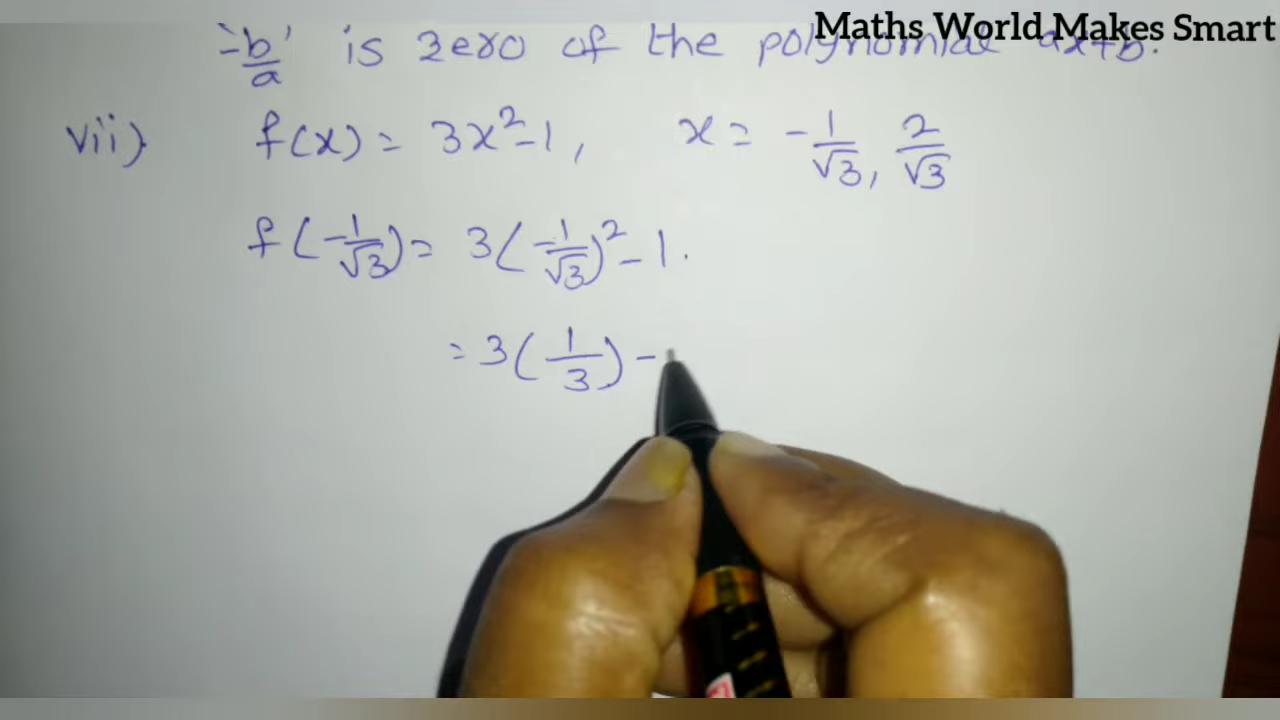 Maths World Makes Smart
'-b/a' is zero of the polynomial ax+b.
vii) f(x) = 3x²-1, x = -1/√3, 2/√3
f(-1/√3) = 3(-1/√3)² - 1.
= 3(1/3) -